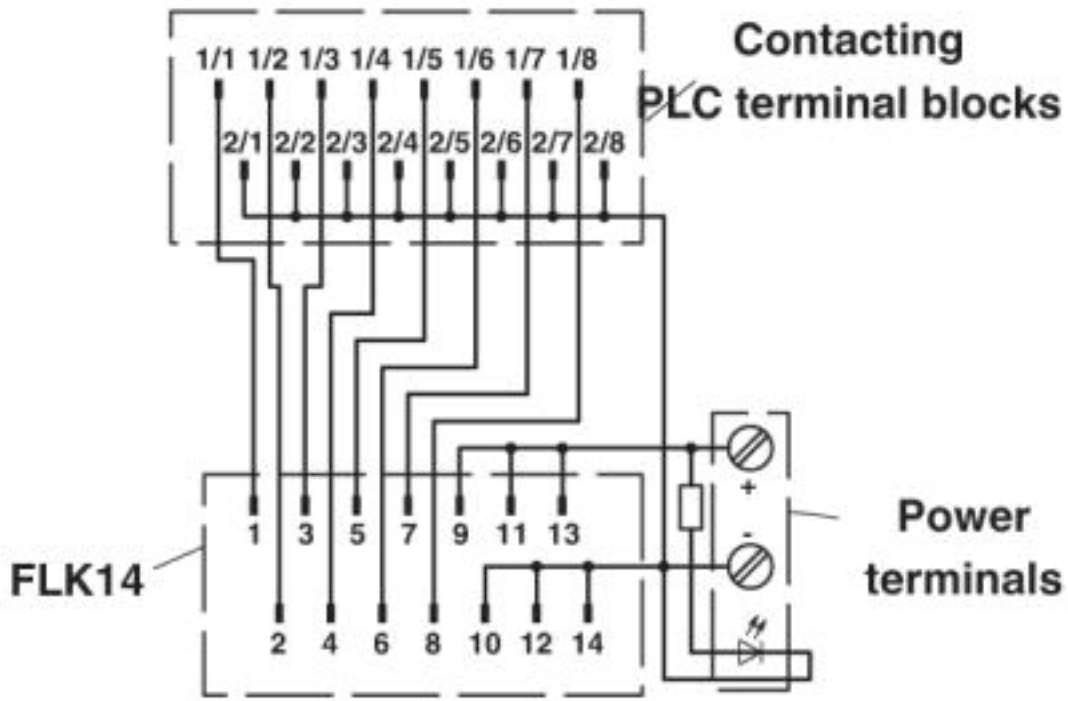 1/1 1/2 1/3 1/4 1/5 1/6 1/7 1/8
Contacting
PLC terminal blocks
2/1 2/2 2/3 2/4 2/5 2/6 2/7 2/8
+
1 3 5 7 9 11 13
-
Power
terminals
FLK14
2 4 6 8 10 12 14